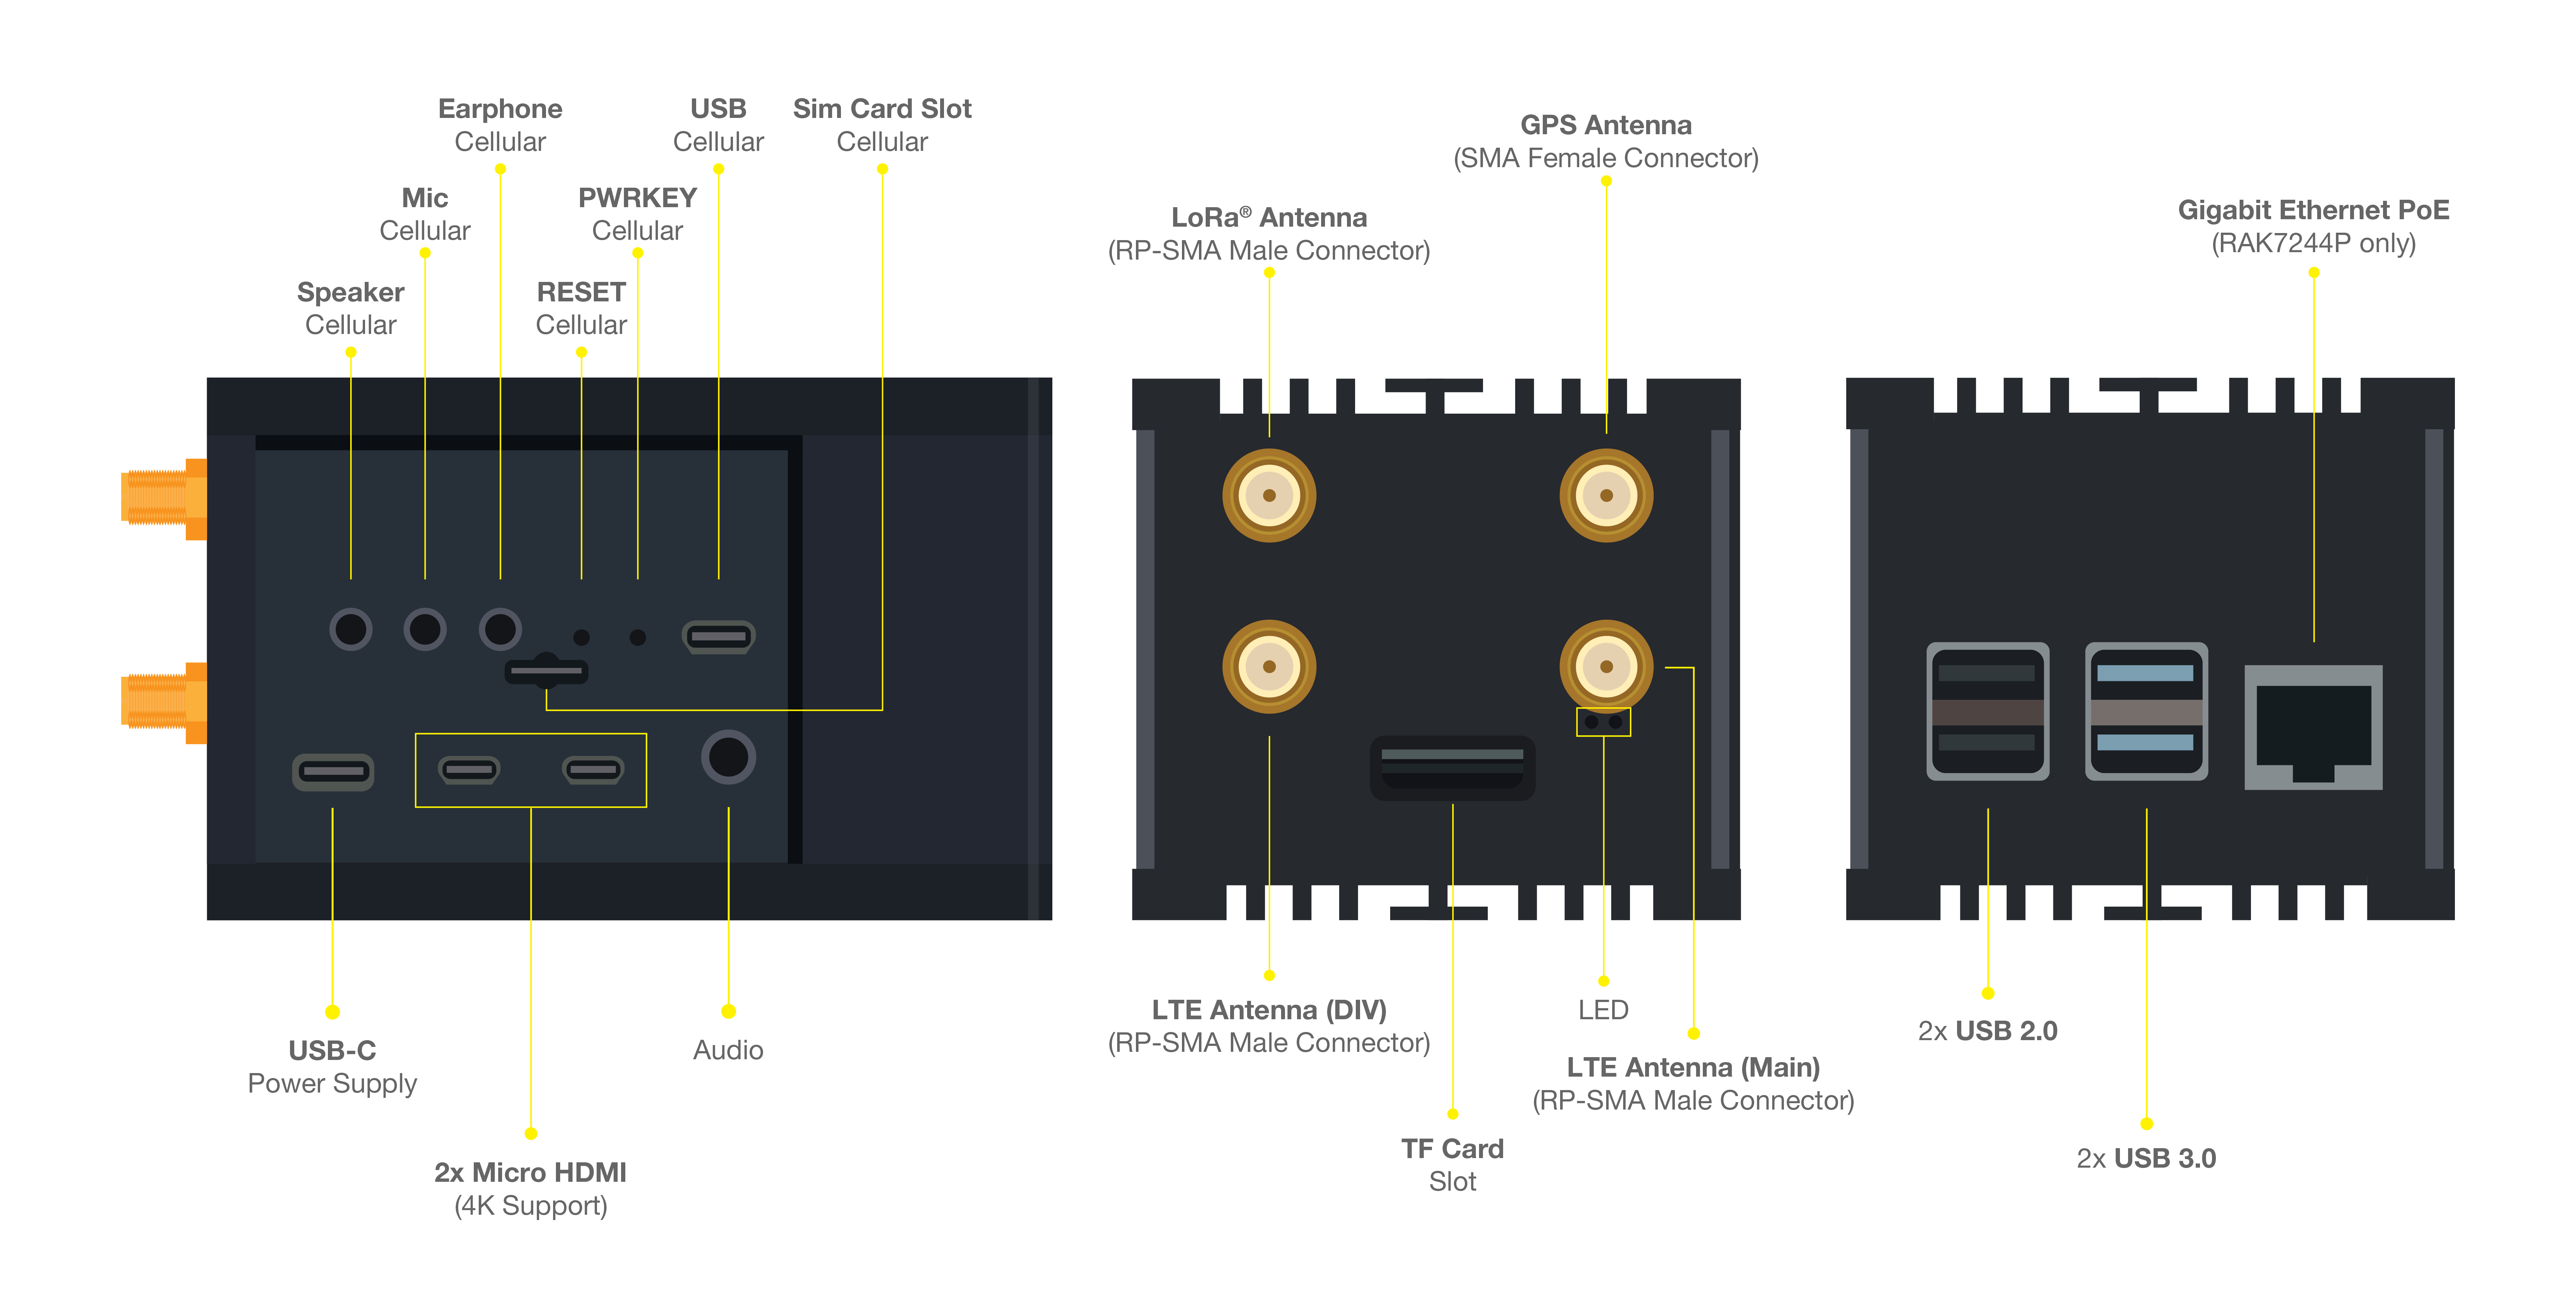 Earphone
Cellular
USB
Cellular
Sim Card Slot
Cellular
Mic
Cellular
PWRKEY
Cellular
Speaker
Cellular
RESET
Cellular
USB-C
Power Supply
2x Micro HDMI
(4K Support)
Audio
GPS Antenna
(SMA Female Connector)
LoRa® Antenna
(RP-SMA Male Connector)
LTE Antenna (DIV)
(RP-SMA Male Connector)
LED
LTE Antenna (Main)
(RP-SMA Male Connector)
TF Card
Slot
Gigabit Ethernet PoE
(RAK7244P only)
2x USB 2.0
2x USB 3.0